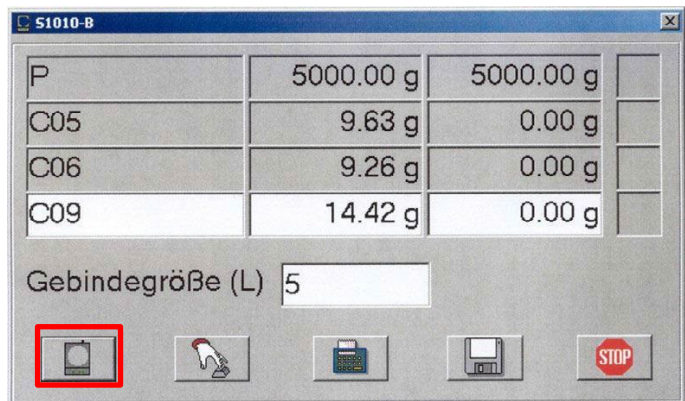 S1010-B
P 5000.00 g 5000.00 g
C05 9.63 g 0.00 g
C06 9.26 g 0.00 g
C09 14.42 g 0.00 g
Gebindegröße (L) 5
STOP